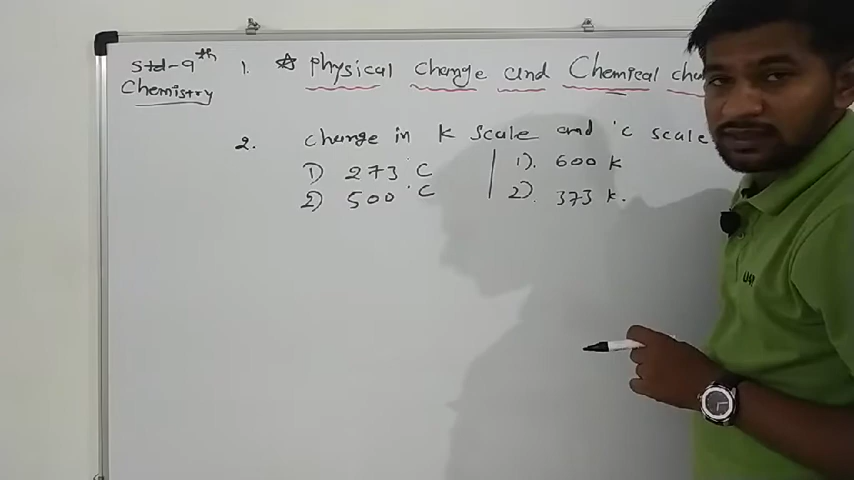 Std-9th 1. ☆ Physical Change and Chemical cha
Chemistry
2. change in K scale and °C scale
1) 273 °C | 1). 600 K
2) 500 °C 2). 373 K.